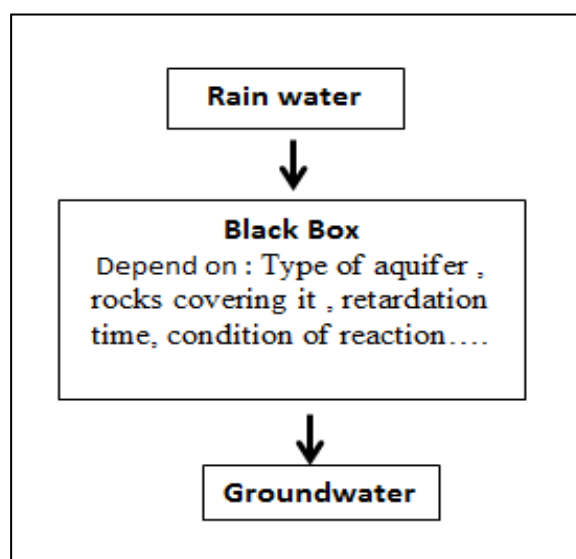 Rain water
Black Box
Depend on : Type of aquifer ,
rocks covering it , retardation
time, condition of reaction....
Groundwater